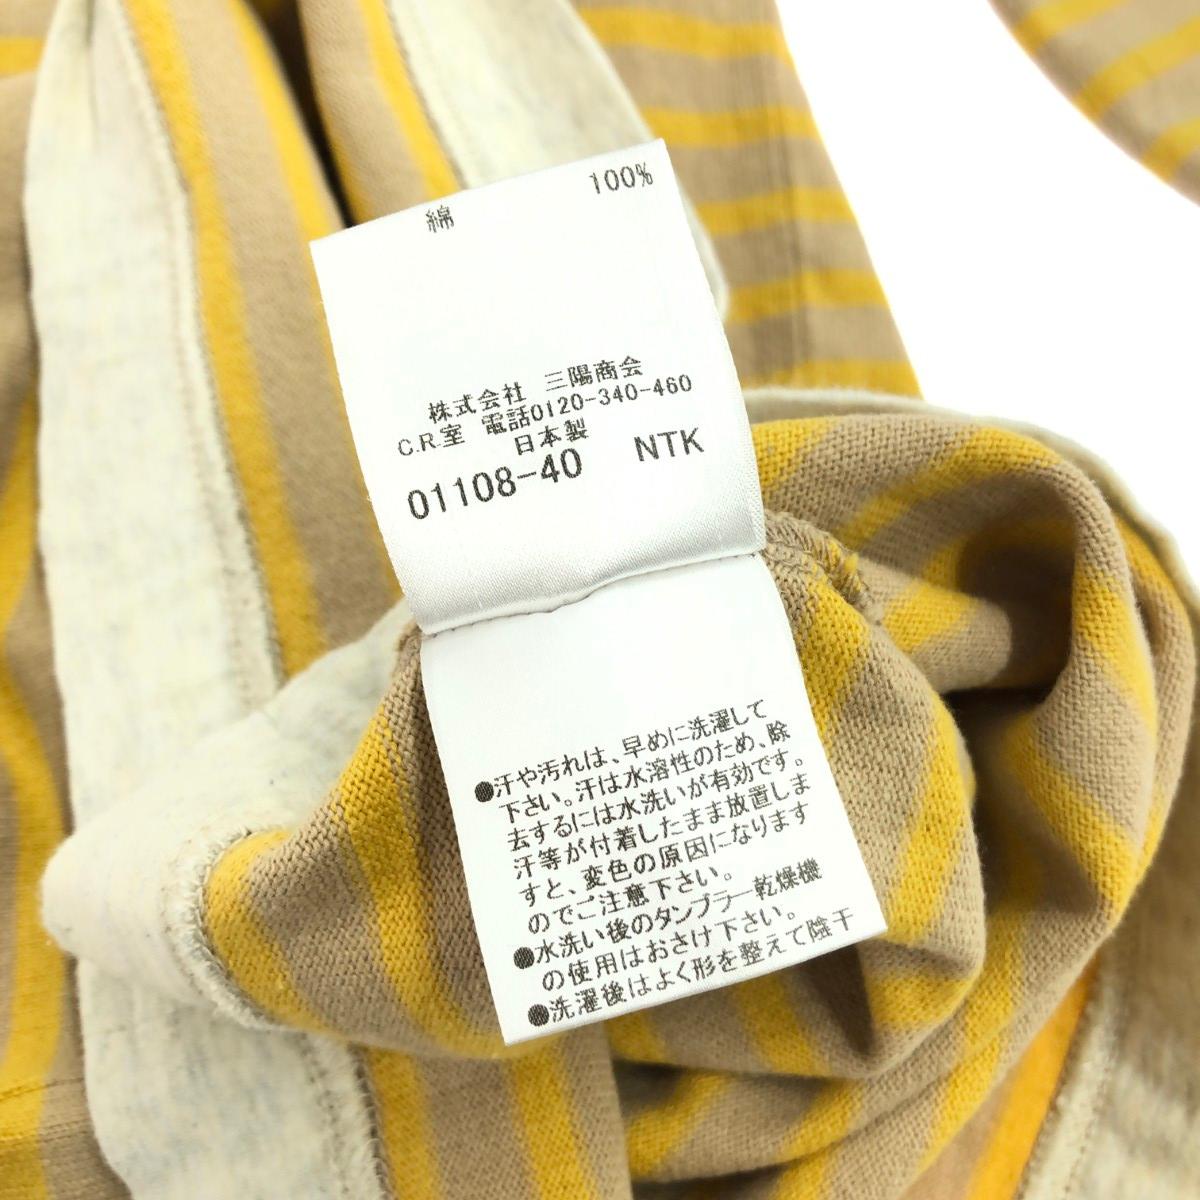 綿 100%
株式会社 三陽商会
C.R.室 電話0120-340-460
日本製
01108-40 NTK
●汗や汚れは、早めに洗濯して
下さい。汗は水溶性のため、除
去するには水洗いが有効です。
汗等が付着したまま放置しま
すと、変色の原因になります
のでご注意下さい。
●水洗い後のタンブラー乾燥機
の使用はおさけ下さい。
●洗濯後はよく形を整えて陰干